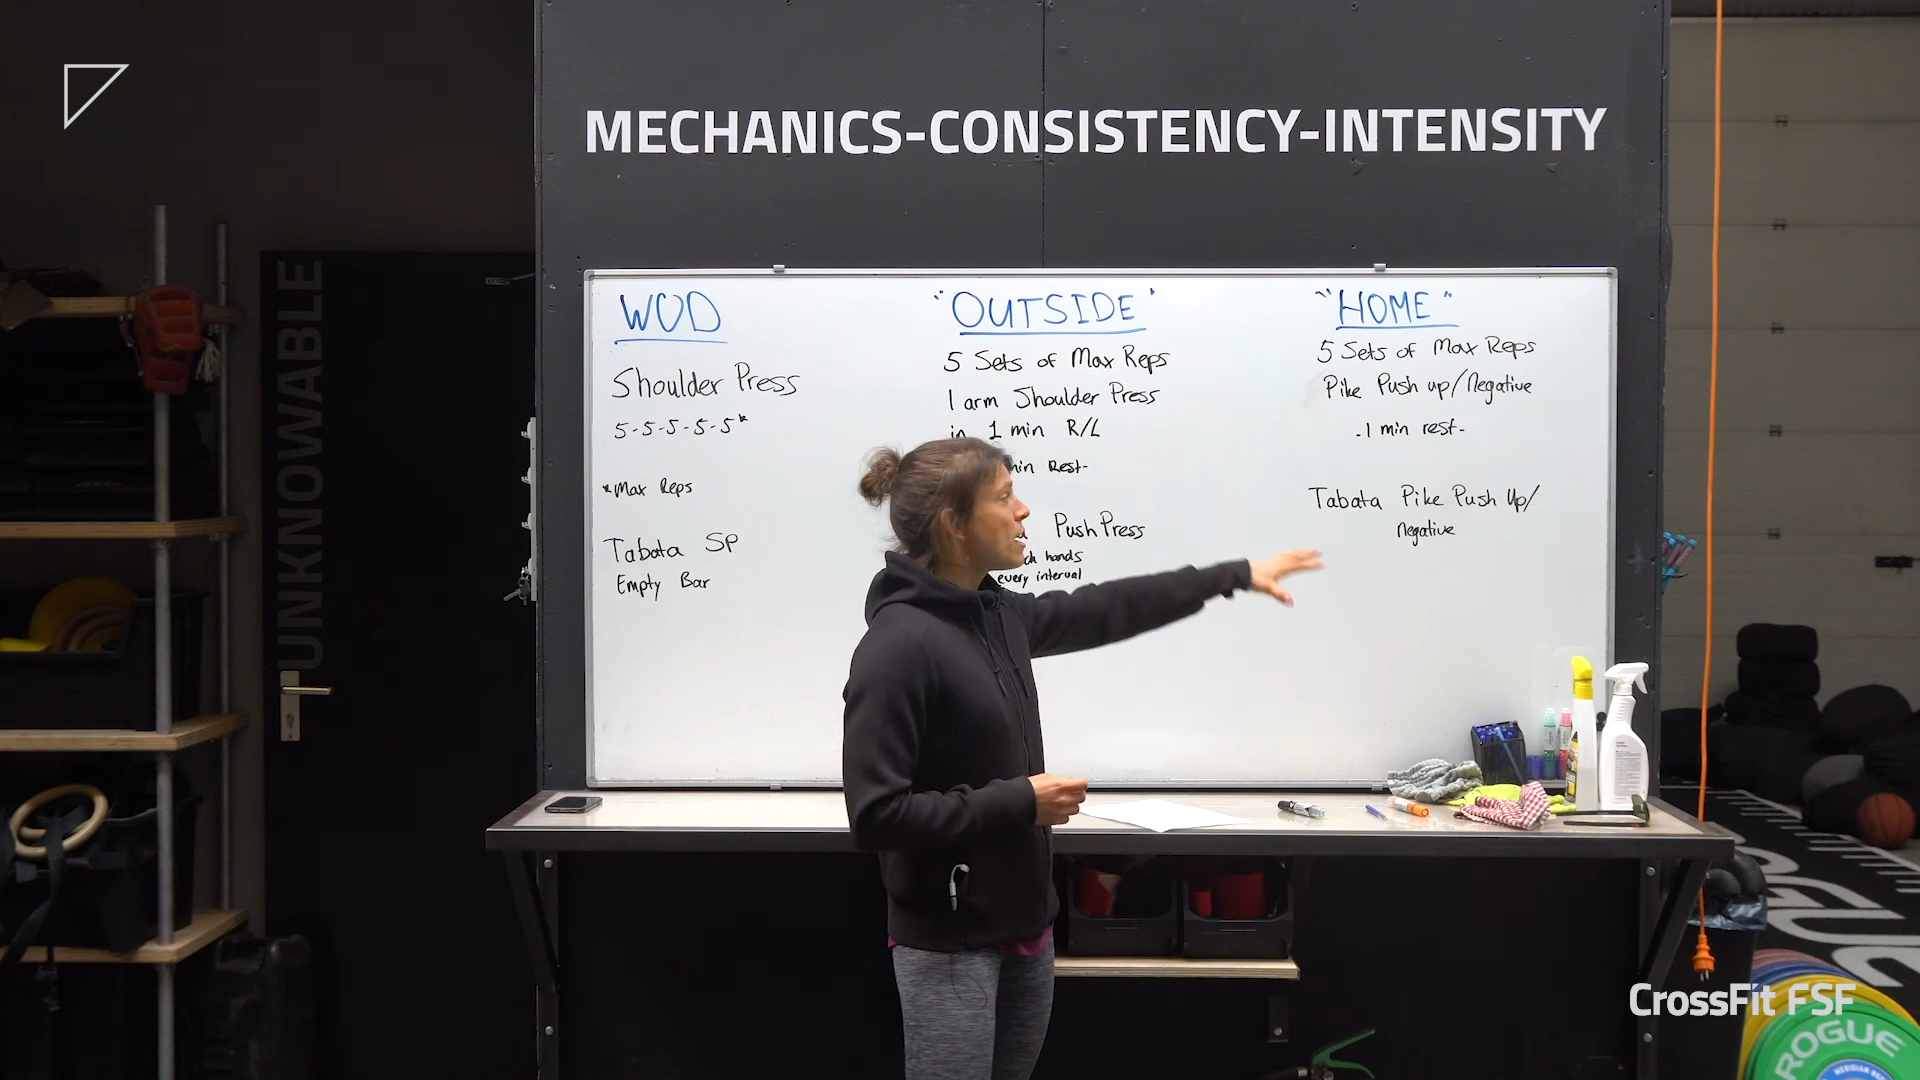 MECHANICS-CONSISTENCY-INTENSITY
UNKNOWABLE
WOD
Shoulder Press
5-5-5-5-5*
*Max Reps
Tabata SP
Empty Bar
"OUTSIDE"
5 Sets of Max Reps
1 arm Shoulder Press
in 1 min R/L
min Rest-
Push Press
hands
every interval
"HOME"
5 Sets of Max Reps
Pike Push up/Negative
-1 min rest-
Tabata Pike Push Up/
Negative
CrossFit FSF
ROGUE